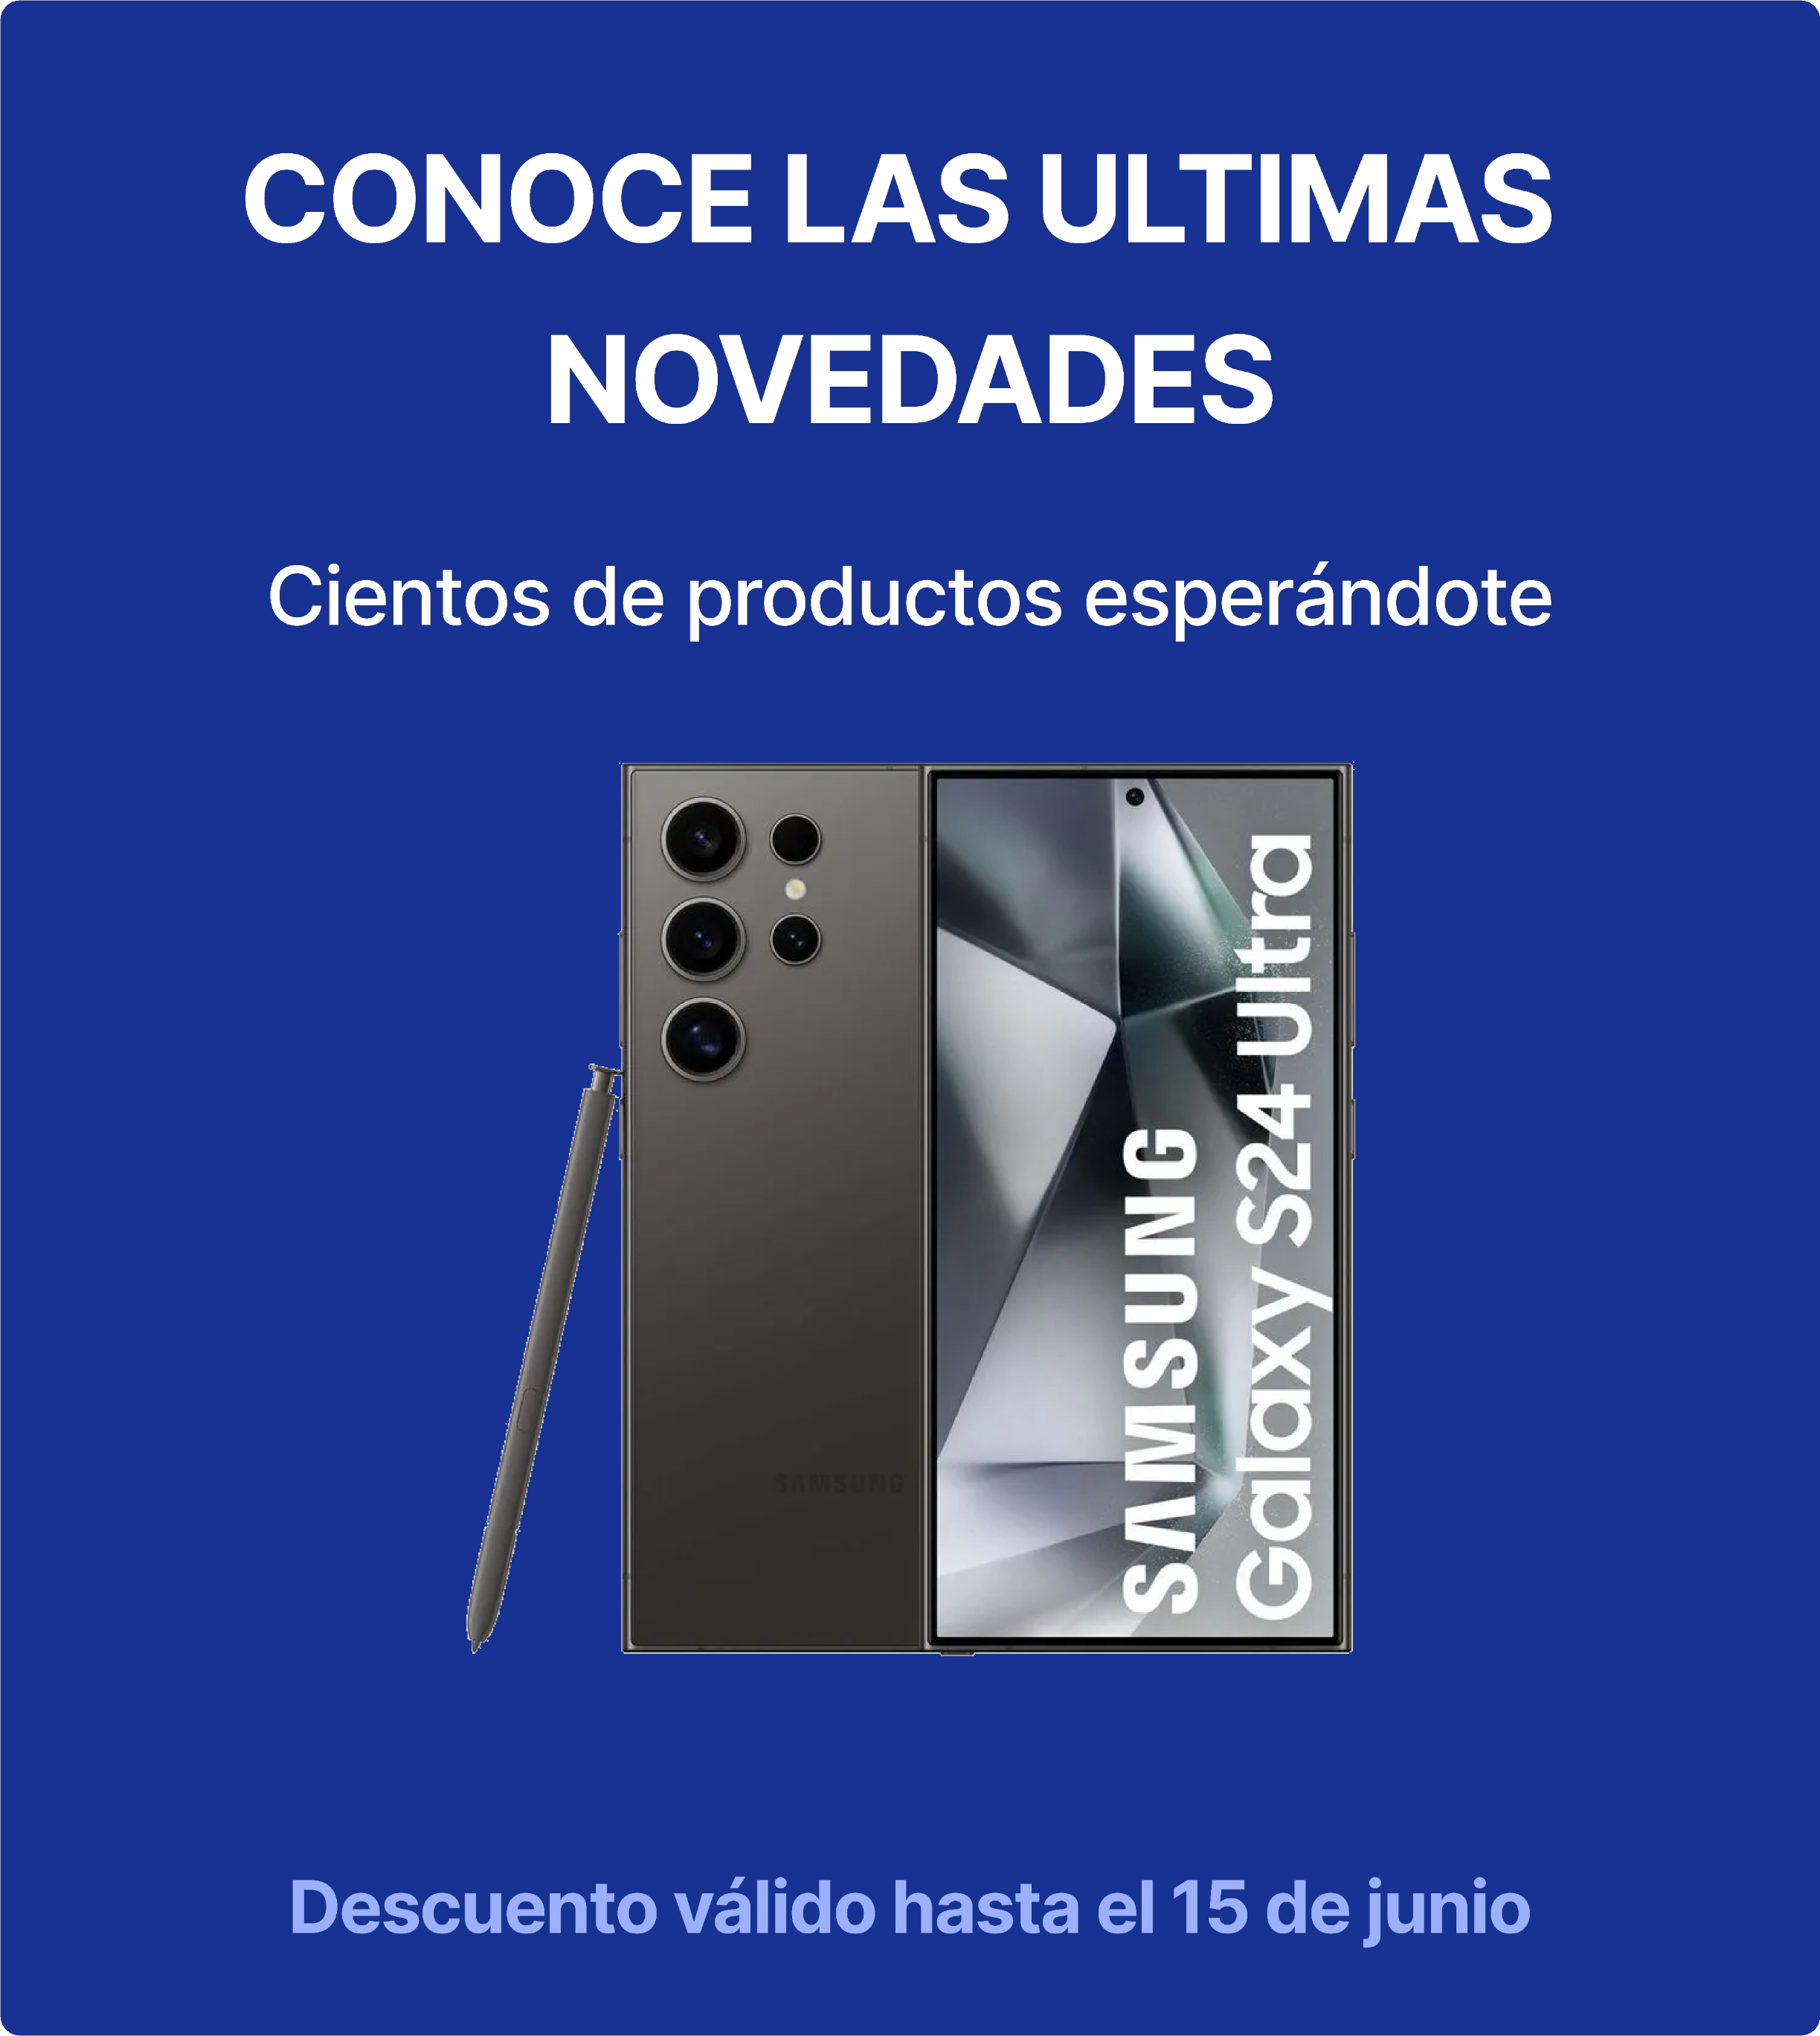 CONOCE LAS ULTIMAS
NOVEDADES
Cientos de productos esperándote
SAMSUNG
SAMSUNG
Galaxy S24 Ultra
Descuento válido hasta el 15 de junio